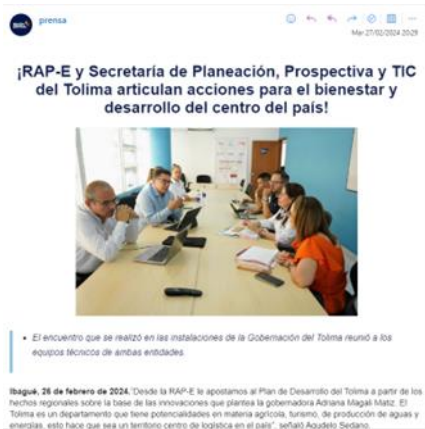 prensa
Mar 27/02/2024 20:29
¡RAP-E y Secretaría de Planeación, Prospectiva y TIC
del Tolima articulan acciones para el bienestar y
desarrollo del centro del país!
• El encuentro que se realizó en las instalaciones de la Gobernación del Tolima reunió a los
equipos técnicos de ambas entidades.
Ibagué, 26 de febrero de 2024. "Desde la RAP-E le apostamos al Plan de Desarrollo del Tolima a partir de los
hechos regionales sobre la base de las innovaciones que plantea la gobernadora Adriana Magali Matiz. El
Tolima es un departamento que tiene potencialidades en materia agrícola, turismo, de producción de aguas y
energías, esto hace que sea un territorio centro de logística en el país", señaló Agudelo Sedano.